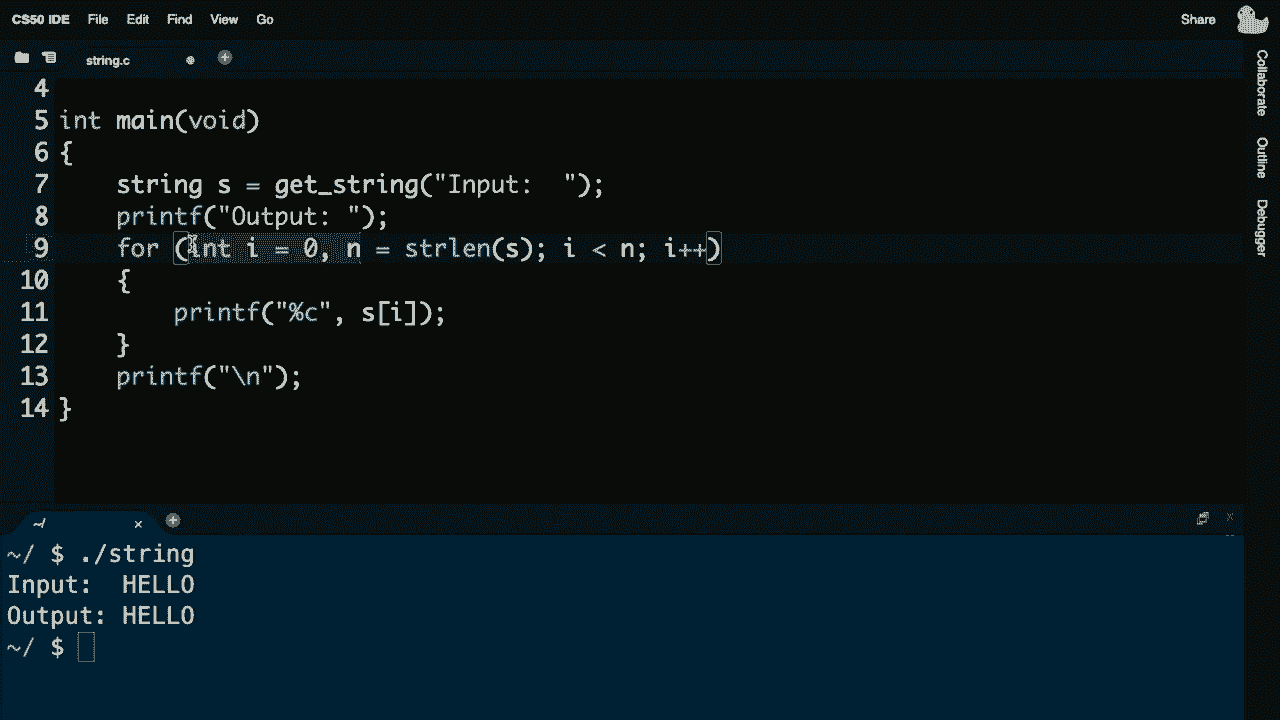 CS50 IDE File Edit Find View Go Share
string.c
4
5 int main(void)
6 {
7     string s = get_string("Input:  ");
8     printf("Output: ");
9     for (int i = 0, n = strlen(s); i < n; i++)
10     {
11         printf("%c", s[i]);
12     }
13     printf("\n");
14 }
Collaborate
Outline
Debugger
~/
~/ $ ./string
Input:  HELLO
Output: HELLO
~/ $